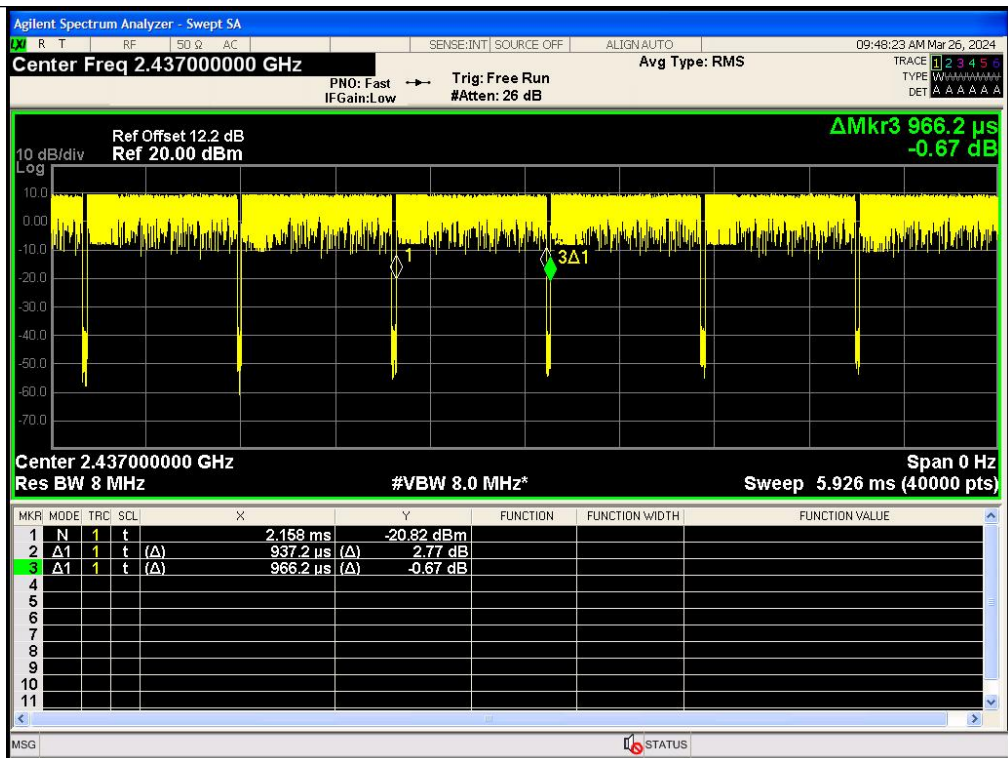 Agilent Spectrum Analyzer - Swept SA
LXI R T RF 50 Ω AC SENSE:INT SOURCE OFF ALIGN AUTO 09:48:23 AM Mar 26, 2024
Center Freq 2.437000000 GHz Avg Type: RMS TRACE 1 2 3 4 5 6
PNO: Fast Trig: Free Run TYPE W
IFGain:Low #Atten: 26 dB DET A A A A A A
ΔMkr3 966.2 µs
-0.67 dB
Ref Offset 12.2 dB
10 dB/div Ref 20.00 dBm
Log
10.0
0.00
-10.0
1 3Δ1
-20.0
-30.0
-40.0
-50.0
-60.0
-70.0
Center 2.437000000 GHz Span 0 Hz
Res BW 8 MHz #VBW 8.0 MHz* Sweep 5.926 ms (40000 pts)
MKR MODE TRC SCL X Y FUNCTION FUNCTION WIDTH FUNCTION VALUE
1 N 1 t 2.158 ms -20.82 dBm
2 Δ1 1 t (Δ) 937.2 µs (Δ) 2.77 dB
3 Δ1 1 t (Δ) 966.2 µs (Δ) -0.67 dB
4
5
6
7
8
9
10
11
MSG STATUS